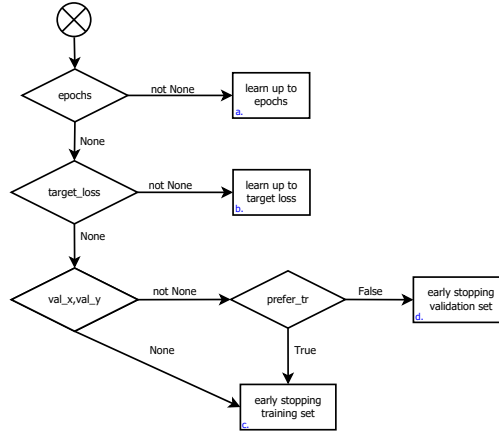 epochs
not None
learn up to
epochs
a.
None
target_loss
not None
learn up to
target loss
b.
None
val_x,val_y
not None
prefer_tr
False
early stopping
validation set
d.
None
True
early stopping
training set
c.